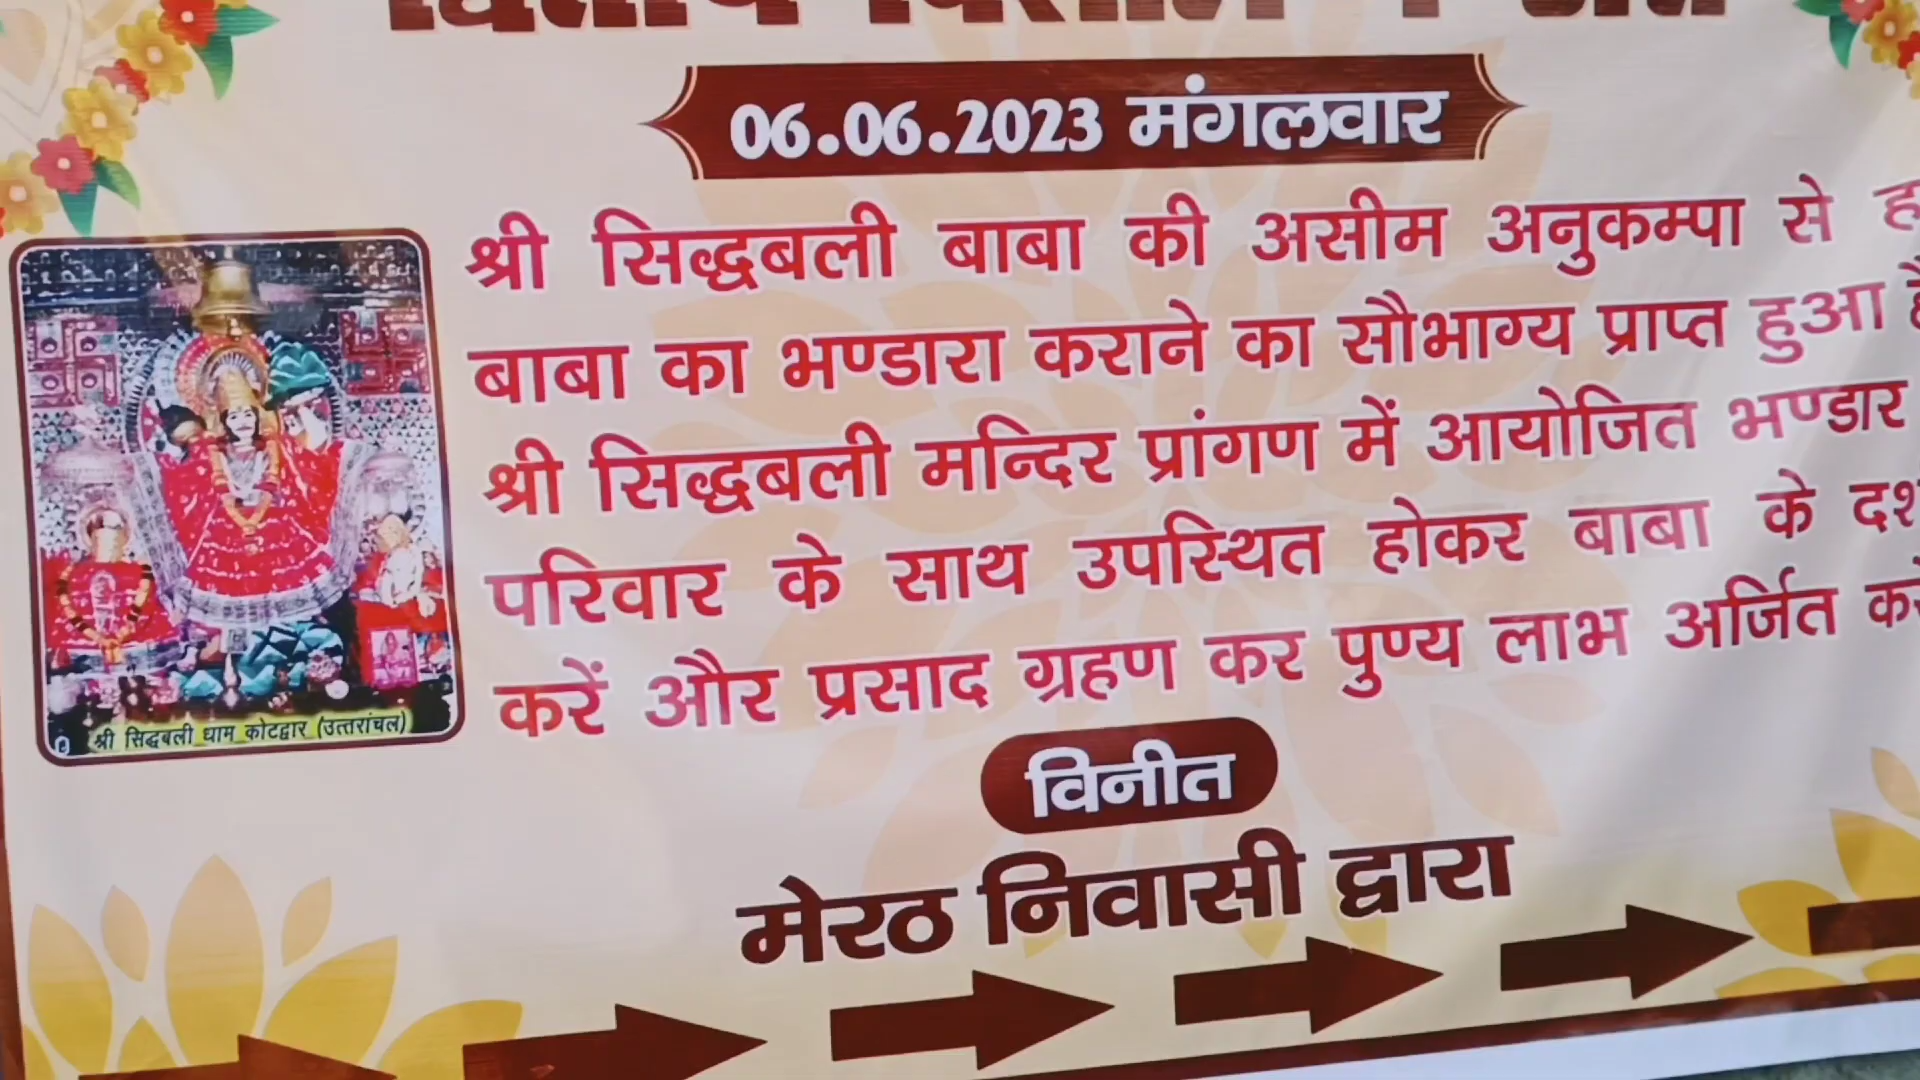 06.06.2023 मंगलवार
श्री सिद्धबली बाबा की असीम अनुकम्पा से
बाबा का भण्डारा कराने का सौभाग्य प्राप्त हुआ
श्री सिद्धबली मन्दिर प्रांगण में आयोजित भण्डार
परिवार के साथ उपस्थित होकर बाबा के
करें और प्रसाद ग्रहण कर पुण्य लाभ अर्जित
श्री सिद्धबली धाम कोटद्वार (उत्तरांचल)
विनीत
मेरठ निवासी द्वारा